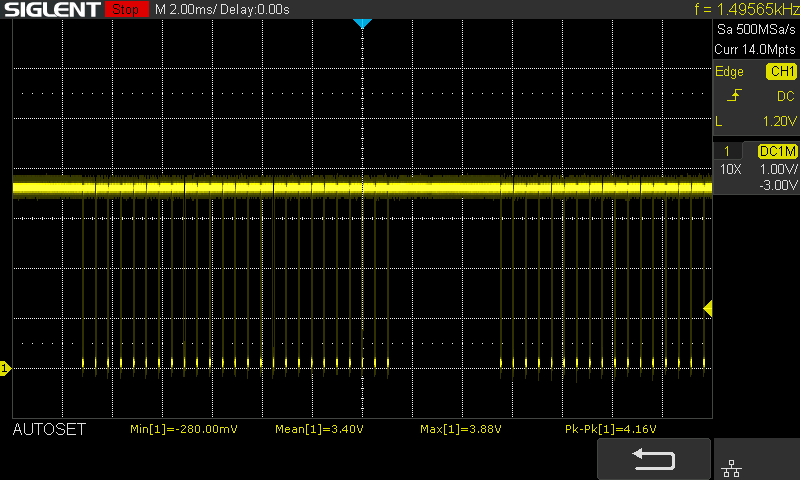 SIGLENT Stop M 2.00ms/ Delay:0.00s f = 1.49565kHz
Sa 500MSa/s
Curr 14.0Mpts
Edge CH1
DC
L 1.20V
1 DC1M
10X 1.00V/
-3.00V
1
AUTOSET Min[1]=-280.00mV Mean[1]=3.40V Max[1]=3.88V Pk-Pk[1]=4.16V